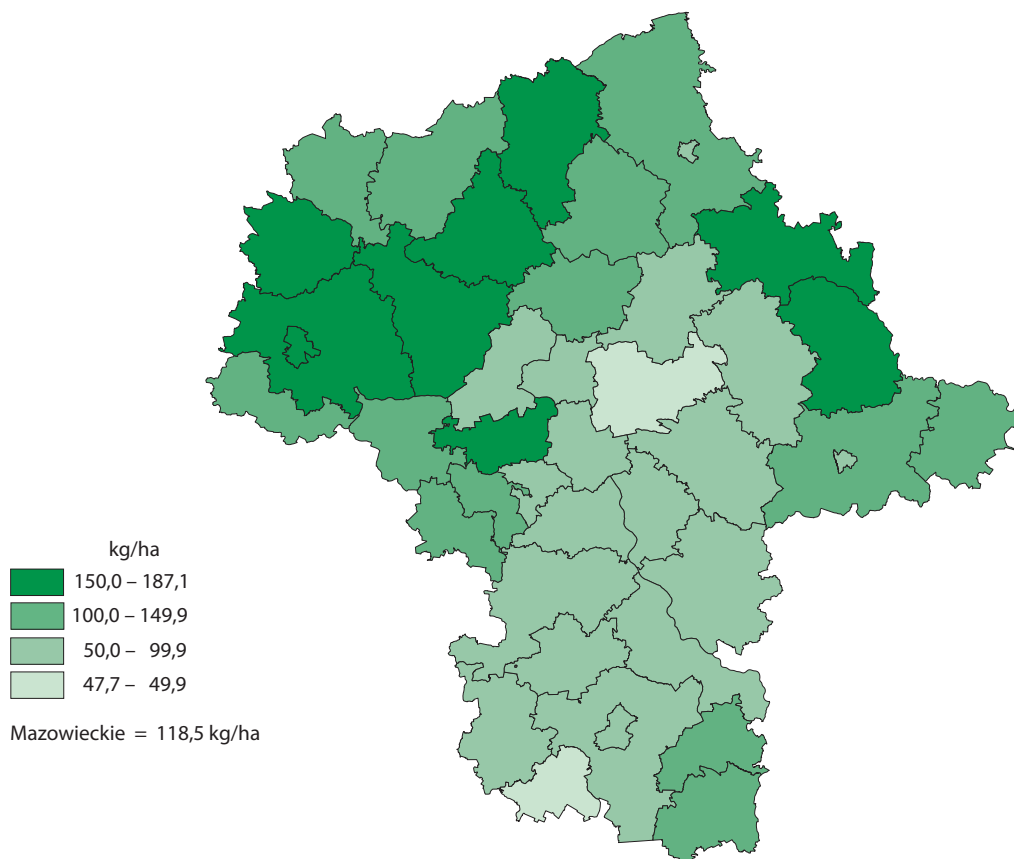 kg/ha
150,0 – 187,1
100,0 – 149,9
50,0 – 99,9
47,7 – 49,9
Mazowieckie = 118,5 kg/ha